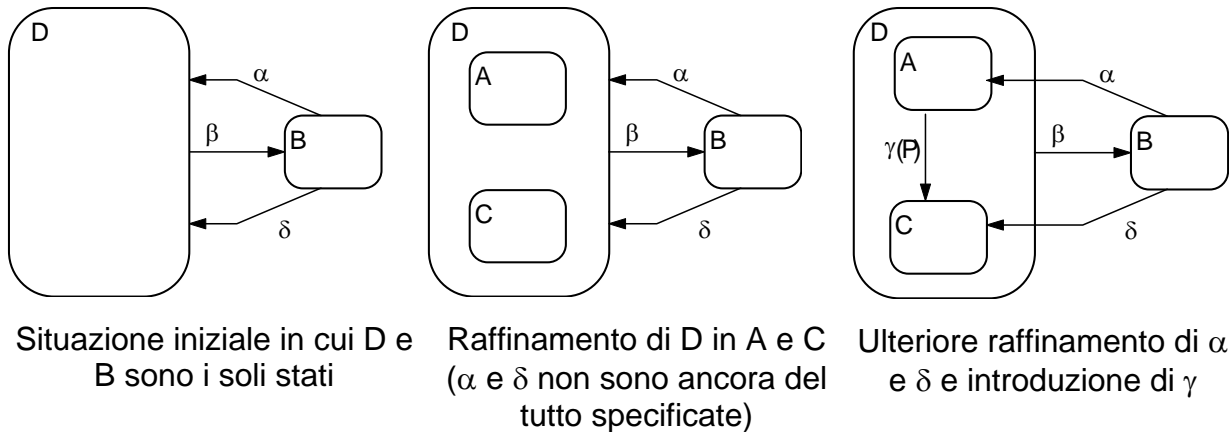 D
α
β
B
δ
D
A
α
β
B
C
δ
D
A
α
β
B
γ(P)
C
δ
Situazione iniziale in cui D e
B sono i soli stati
Raffinamento di D in A e C
(α e δ non sono ancora del
tutto specificate)
Ulteriore raffinamento di α
e δ e introduzione di γ